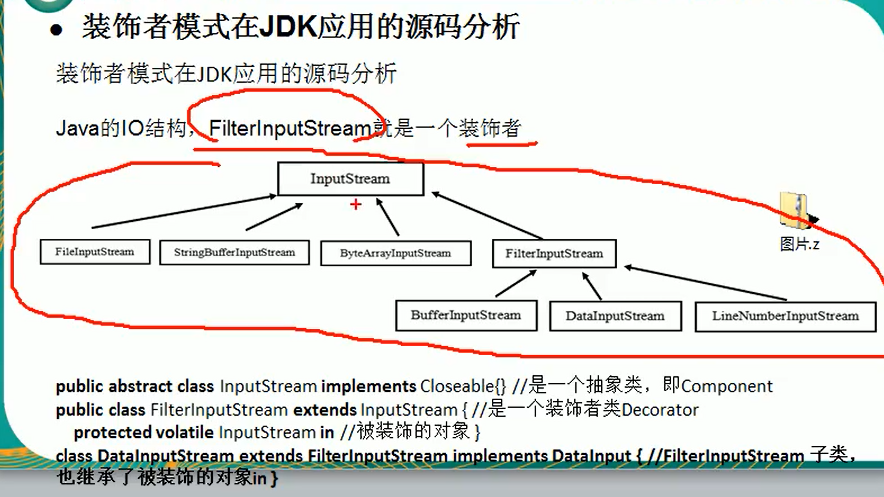 ● 装饰者模式在JDK应用的源码分析
装饰者模式在JDK应用的源码分析
Java的IO结构，FilterInputStream就是一个装饰者
InputStream
FileInputStream
StringBufferInputStream
ByteArrayInputStream
FilterInputStream
BufferInputStream
DataInputStream
LineNumberInputStream
图片.z
public abstract class InputStream implements Closeable{} //是一个抽象类，即Component
public class FilterInputStream extends InputStream { //是一个装饰者类Decorator
protected volatile InputStream in //被装饰的对象 }
class DataInputStream extends FilterInputStream implements DataInput { //FilterInputStream 子类，
也继承了被装饰的对象in }